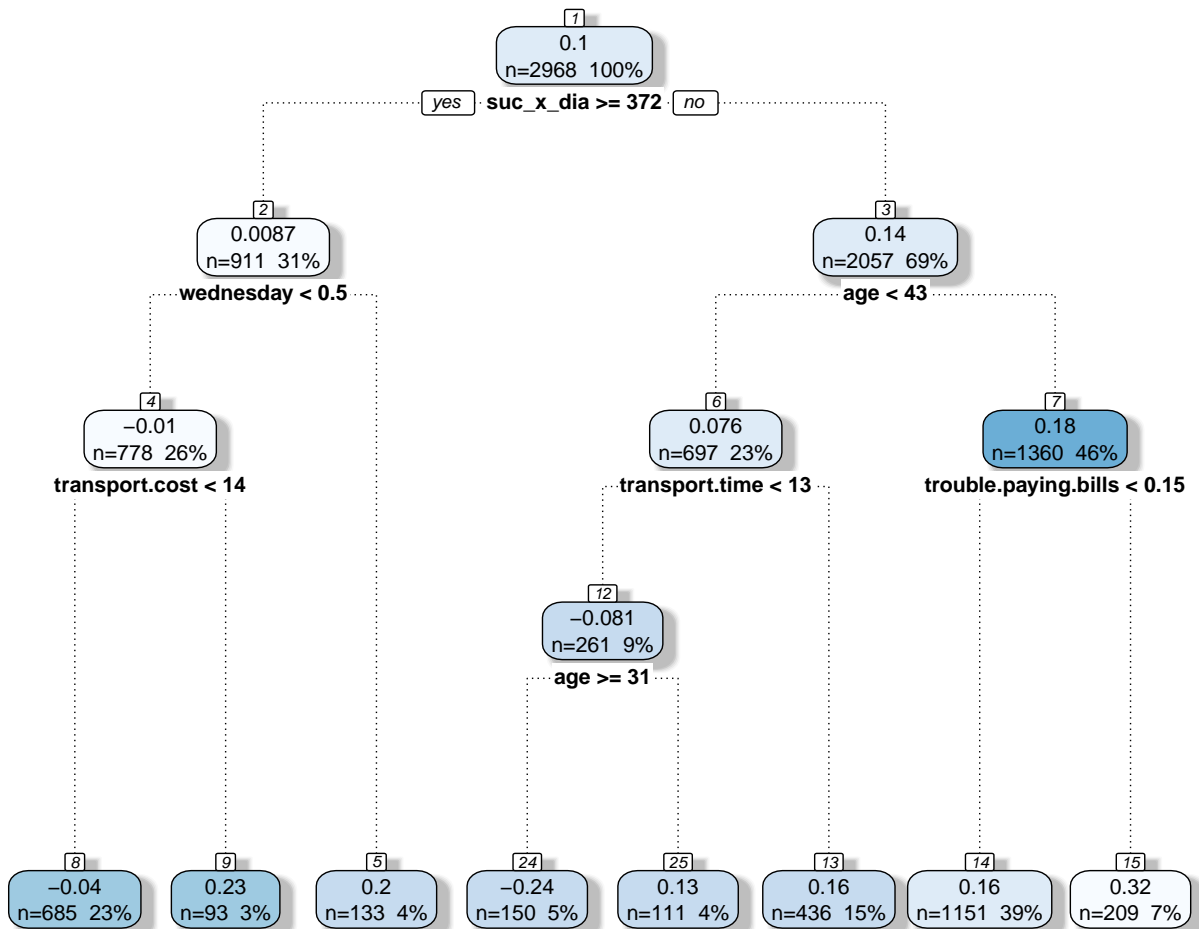 1
0.1
n=2968 100%
yes suc_x_dia >= 372 no
2
0.0087
n=911 31%
wednesday < 0.5
3
0.14
n=2057 69%
age < 43
4
−0.01
n=778 26%
transport.cost < 14
6
0.076
n=697 23%
transport.time < 13
7
0.18
n=1360 46%
trouble.paying.bills < 0.15
12
−0.081
n=261 9%
age >= 31
8
−0.04
n=685 23%
9
0.23
n=93 3%
5
0.2
n=133 4%
24
−0.24
n=150 5%
25
0.13
n=111 4%
13
0.16
n=436 15%
14
0.16
n=1151 39%
15
0.32
n=209 7%